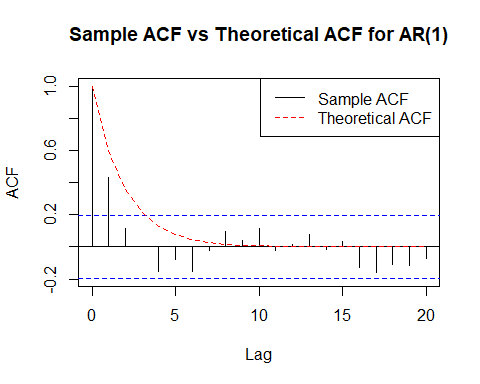 Sample ACF vs Theoretical ACF for AR(1)
Sample ACF
Theoretical ACF
ACF
1.0
0.6
0.2
-0.2
0 5 10 15 20
Lag